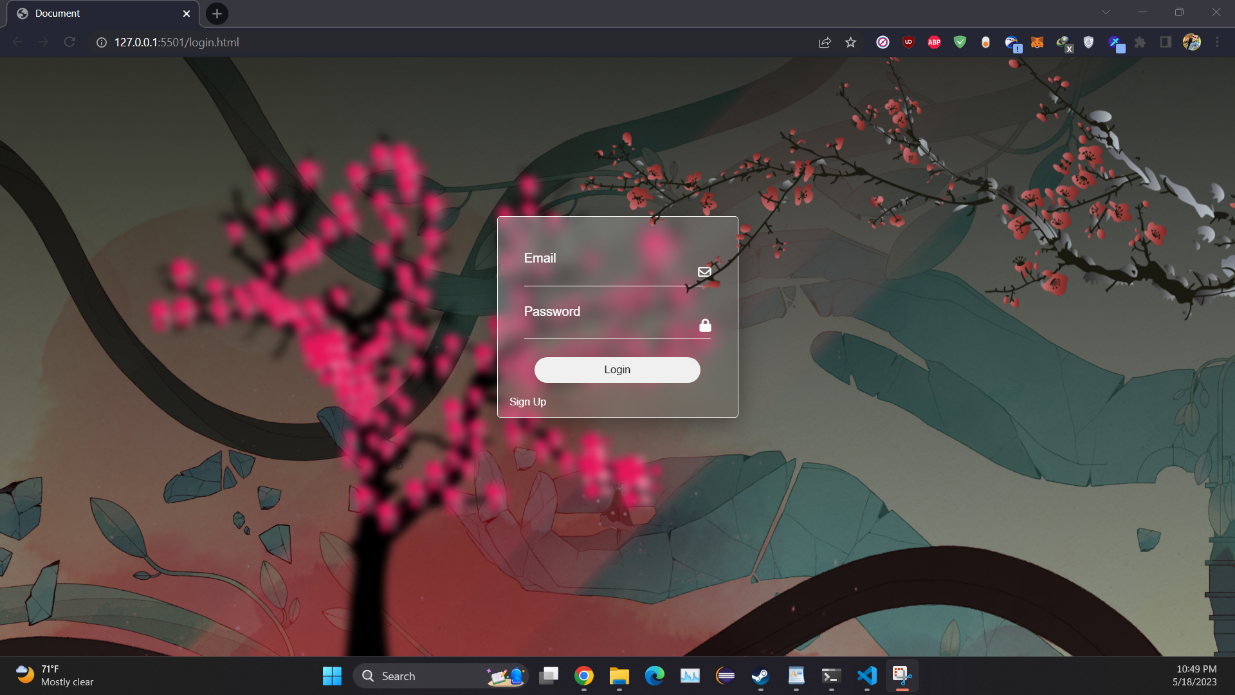 Document
127.0.0.1:5501/login.html
ABP
Email
Password
Login
Sign Up
71°F
Mostly clear
Search
10:49 PM
5/18/2023